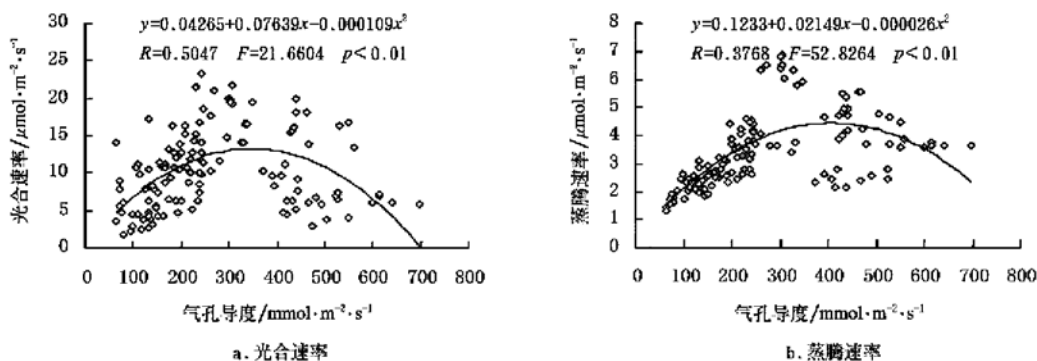 y=0.04265+0.07639x-0.000109x²
R=0.5047 F=21.6604 p<0.01
光合速率/μmol·m⁻²·s⁻¹
30
25
20
15
10
5
0
0 100 200 300 400 500 600 700 800
气孔导度/mmol·m⁻²·s⁻¹
a.光合速率
y=0.1233+0.02149x-0.000026x²
R=0.3768 F=52.8264 p<0.01
蒸腾速率/μmol·m⁻²·s⁻¹
8
7
6
5
4
3
2
1
0
0 100 200 300 400 500 600 700 800
气孔导度/mmol·m⁻²·s⁻¹
b.蒸腾速率